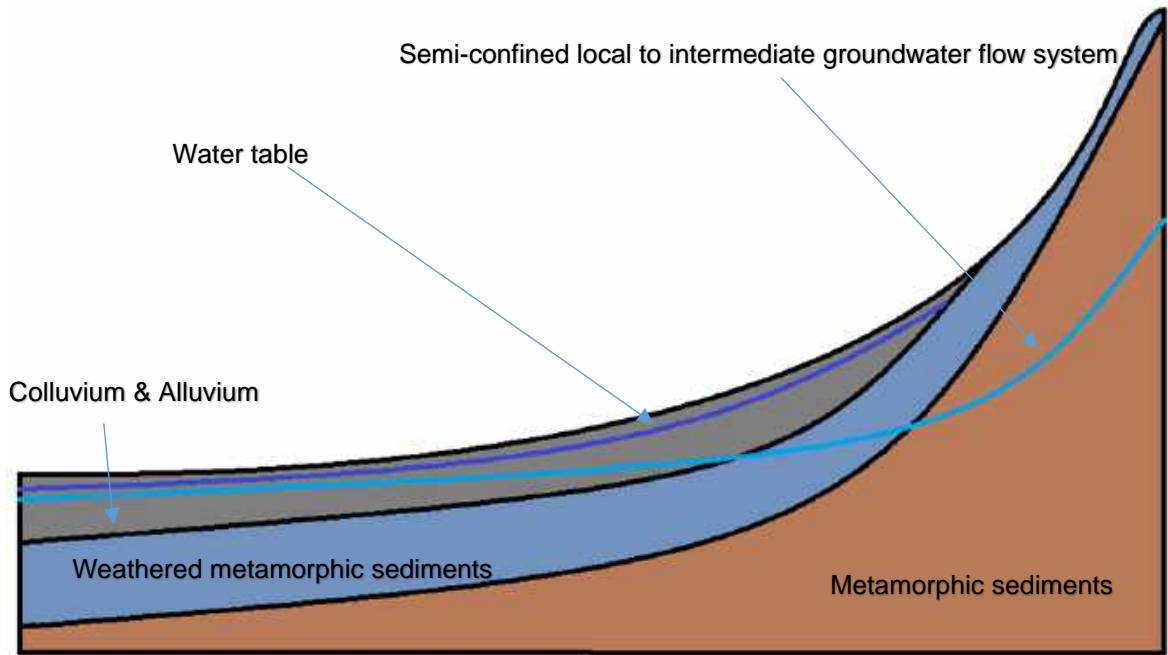 Semi-confined local to intermediate groundwater flow system
Water table
Colluvium & Alluvium
Weathered metamorphic sediments
Metamorphic sediments